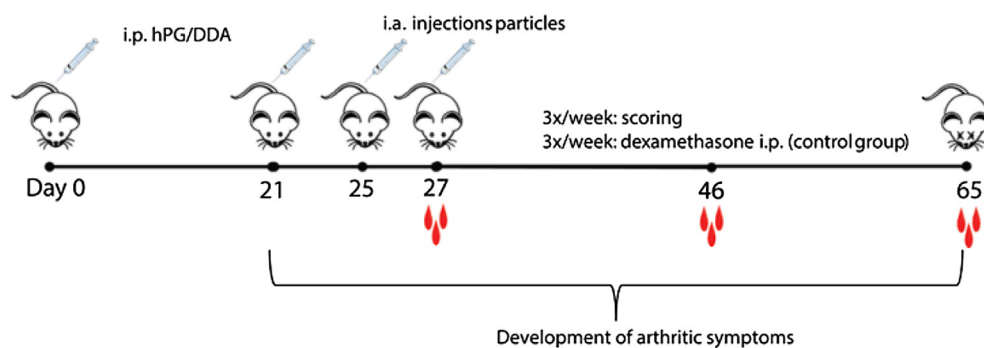 i.p. hPG/DDA
i.a. injections particles
3x/week: scoring
3x/week: dexamethasone i.p. (control group)
Day 0
21
25
27
46
65
Development of arthritic symptoms